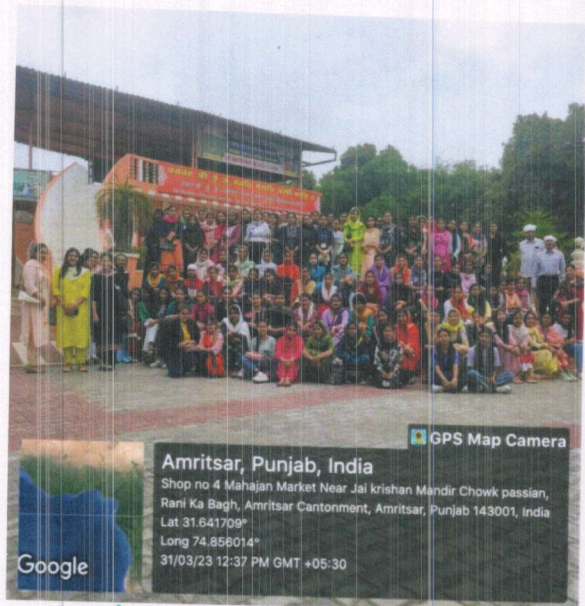 GPS Map Camera
Amritsar, Punjab, India
Shop no 4 Mahajan Market Near Jai krishan Mandir Chowk passian,
Rani Ka Bagh, Amritsar Cantonment, Amritsar, Punjab 143001, India
Lat 31.641709°
Long 74.856014°
31/03/23 12:37 PM GMT +05:30
Google